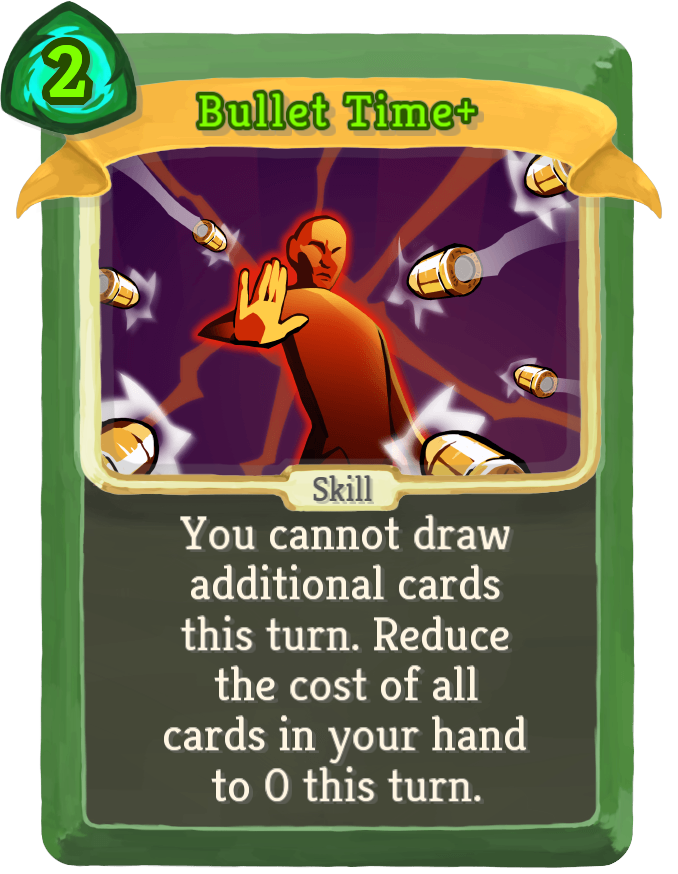 2
Bullet Time+
Skill
You cannot draw
additional cards
this turn. Reduce
the cost of all
cards in your hand
to 0 this turn.